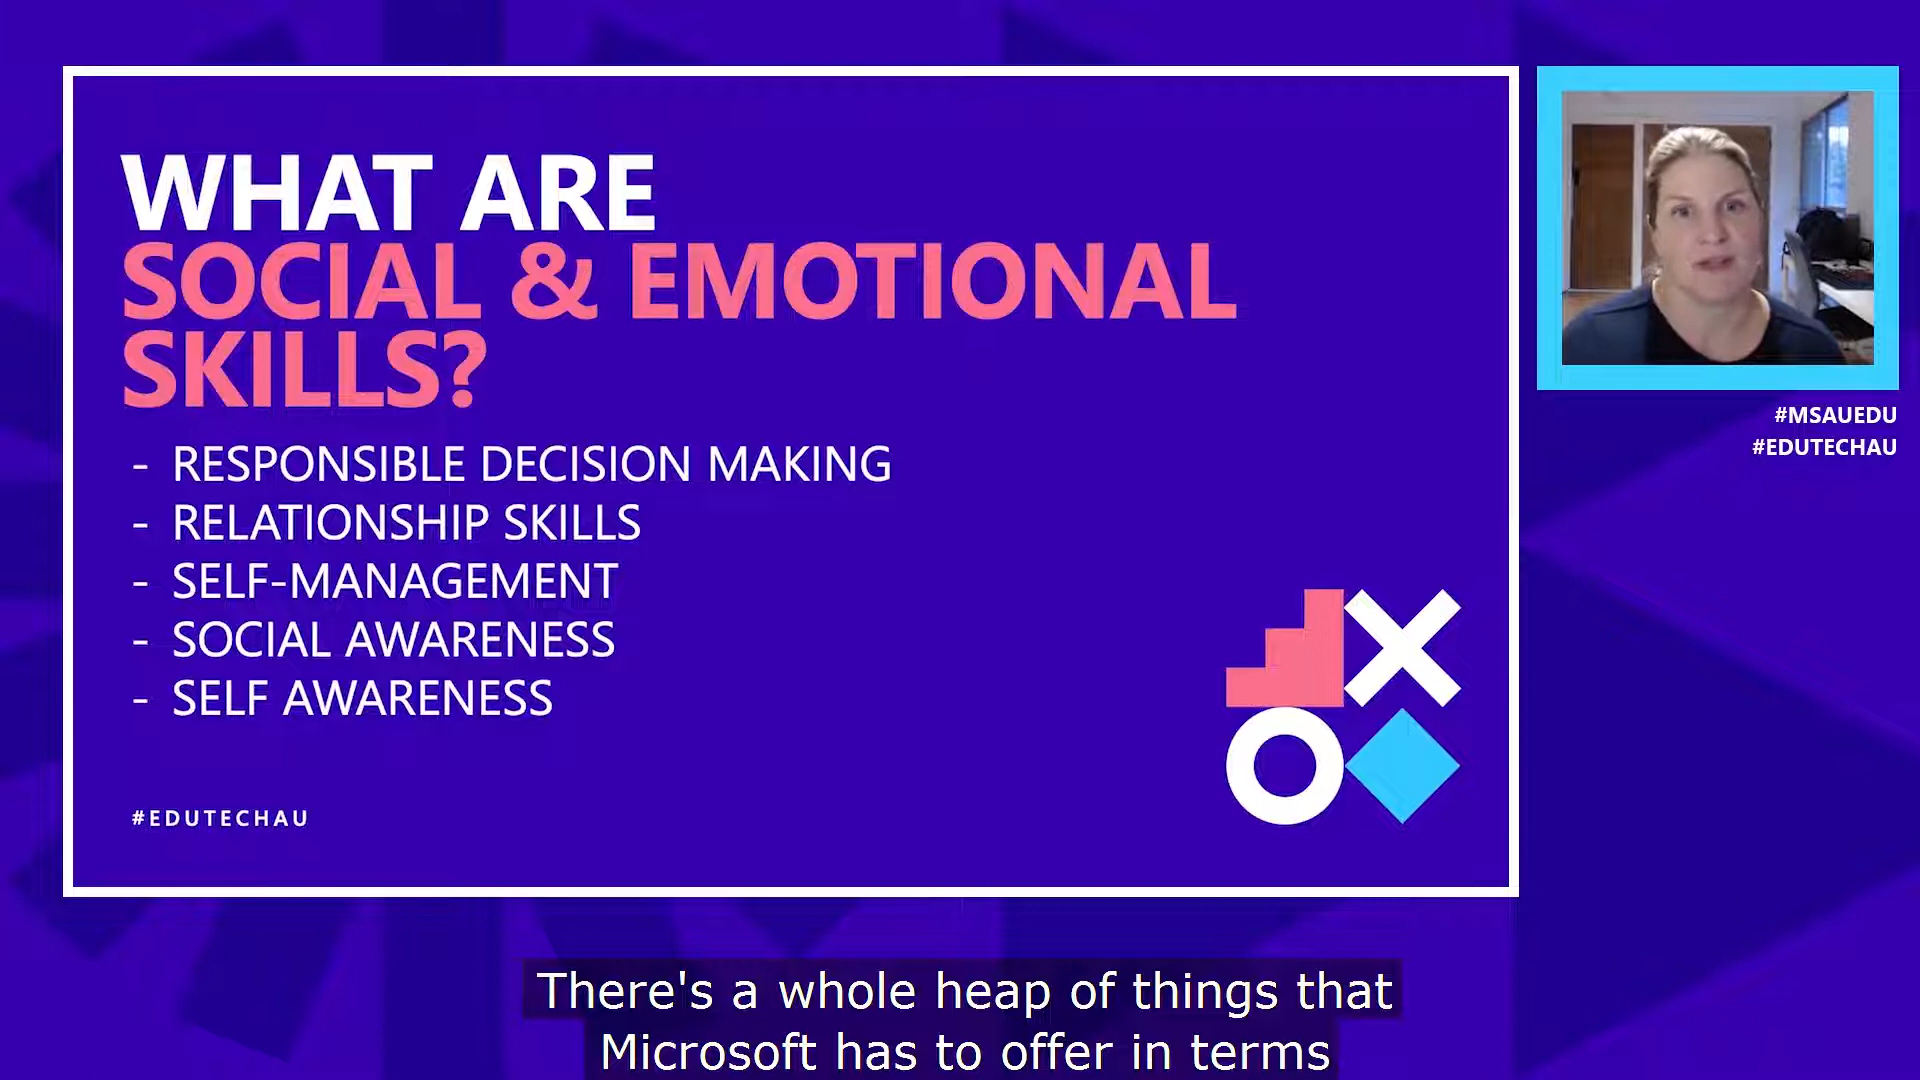 WHAT ARE
SOCIAL & EMOTIONAL
SKILLS?
- RESPONSIBLE DECISION MAKING
- RELATIONSHIP SKILLS
- SELF-MANAGEMENT
- SOCIAL AWARENESS
- SELF AWARENESS
#EDUTECHAU
#MSAUEDU
#EDUTECHAU
There's a whole heap of things that
Microsoft has to offer in terms